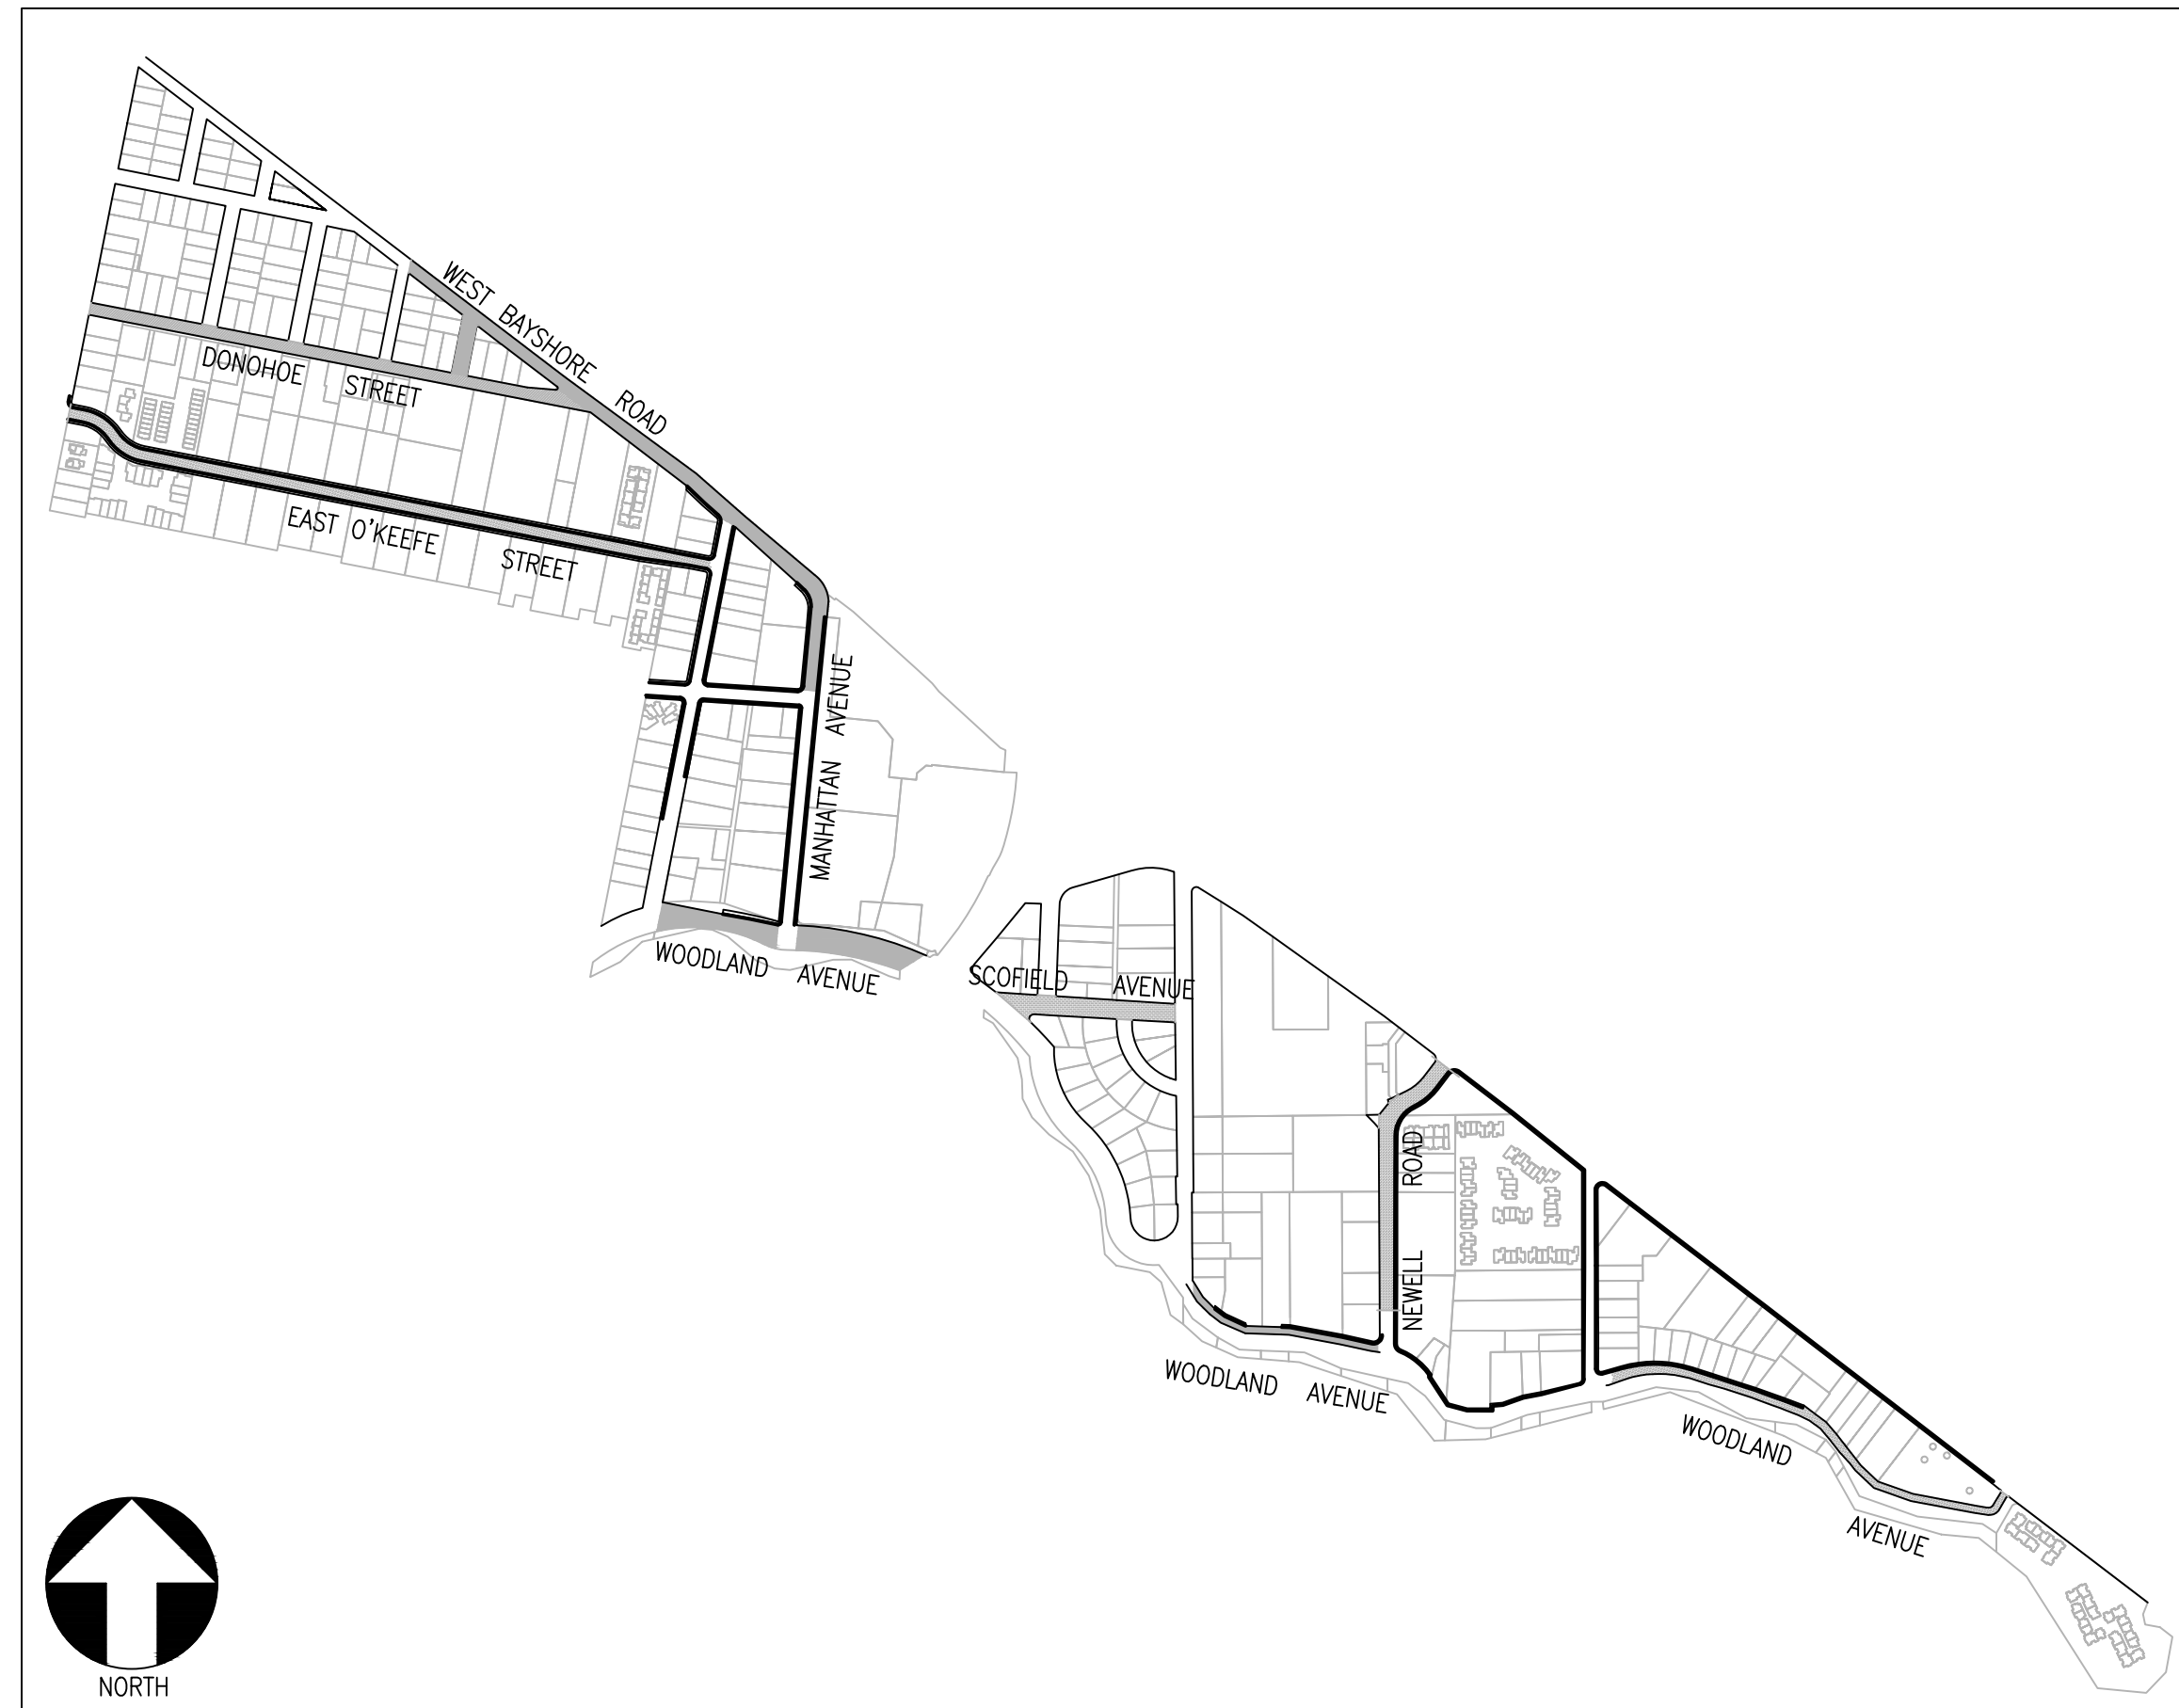 WEST BAYSHORE ROAD
DONOHOE STREET
EAST O'KEEFE STREET
MANHATTAN AVENUE
WOODLAND AVENUE
SCOFIELD AVENUE
NEWELL ROAD
WOODLAND AVENUE
WOODLAND AVENUE
NORTH